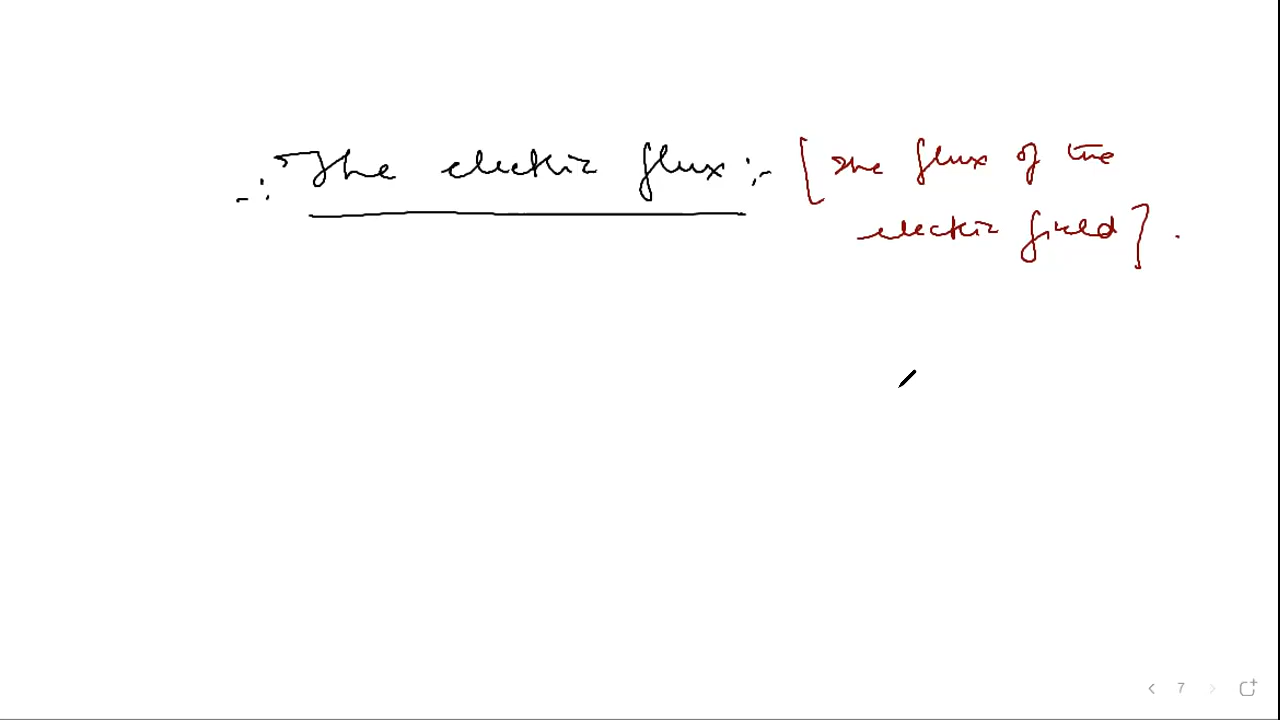 -: The electric flux :- [ The flux of the
electric field ] .
7